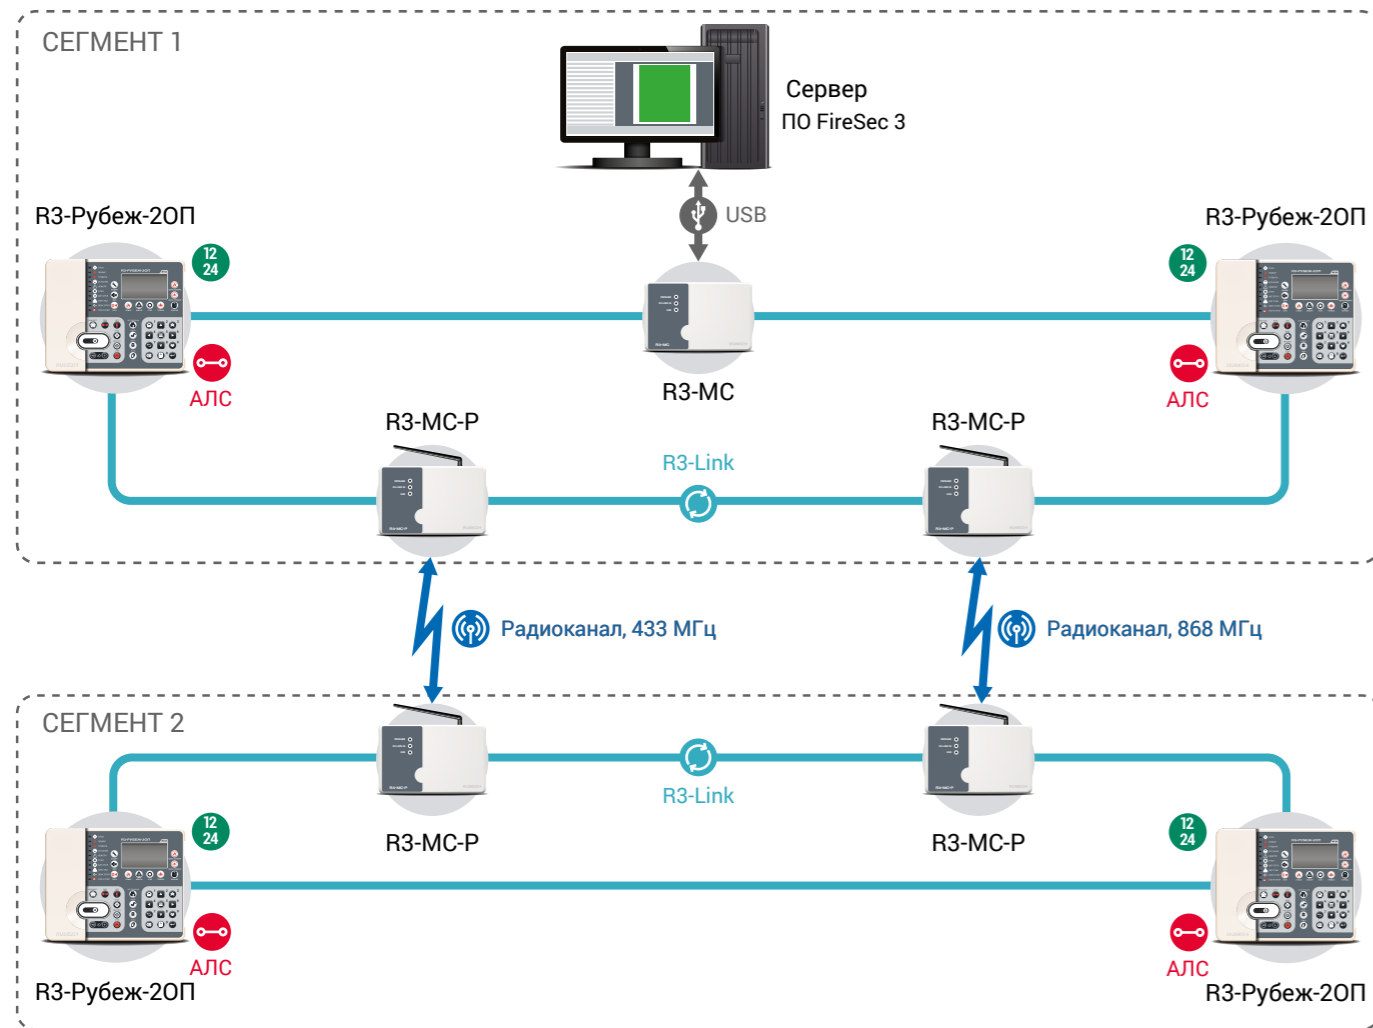 СЕГМЕНТ 1
Сервер
ПО FireSec 3
USB
R3-Рубеж-2ОП
R3-Рубеж-2ОП
12
24
12
24
АЛС
АЛС
R3-МС
R3-МС-Р
R3-МС-Р
R3-Link
Радиоканал, 433 МГц
Радиоканал, 868 МГц
СЕГМЕНТ 2
R3-Link
R3-МС-Р
R3-МС-Р
12
24
12
24
АЛС
АЛС
R3-Рубеж-2ОП
R3-Рубеж-2ОП